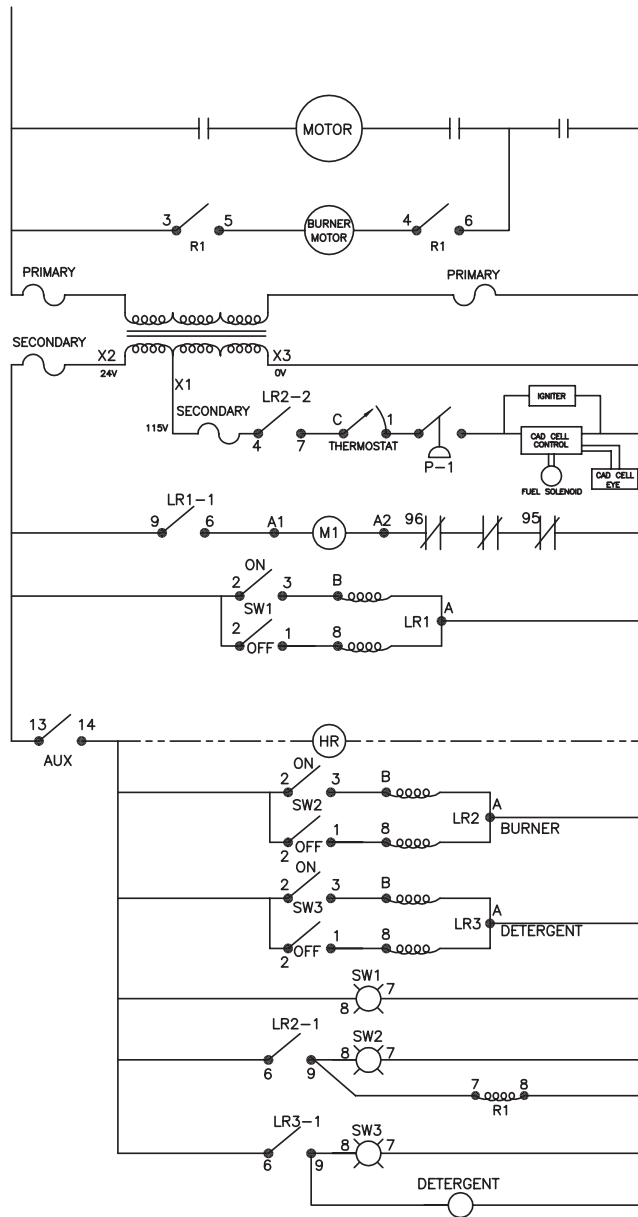 MOTOR
3 5 BURNER MOTOR 4 6
R1 R1
PRIMARY PRIMARY
SECONDARY
X2 X3
24V 0V
X1
LR2-2
SECONDARY C 1 IGNITER
115V
4 7 THERMOSTAT P-1 CAD CELL CONTROL
FUEL SOLENOID CAD CELL EYE
LR1-1
9 6 A1 M1 A2 96 95
ON
2 3 B
SW1
LR1 A
2 1 8
OFF
13 14 HR
AUX
ON
2 3 B
SW2
LR2 A
BURNER
OFF 1 8
2
ON
2 3 B
SW3
LR3 A
DETERGENT
OFF 1 8
2
SW1
8 7
LR2-1 SW2
8 7
6 9
7 8
R1
LR3-1 SW3
8 7
6 9
DETERGENT